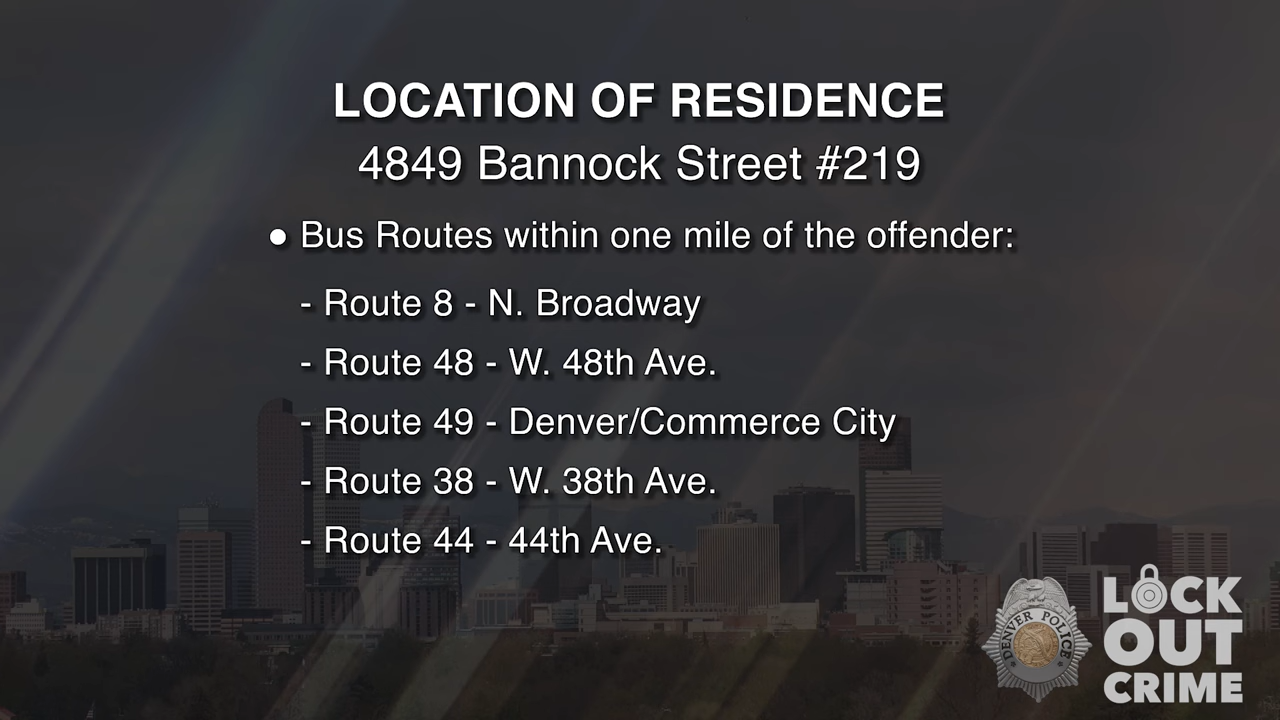 LOCATION OF RESIDENCE
4849 Bannock Street #219
● Bus Routes within one mile of the offender:
- Route 8 - N. Broadway
- Route 48 - W. 48th Ave.
- Route 49 - Denver/Commerce City
- Route 38 - W. 38th Ave.
- Route 44 - 44th Ave.
DENVER POLICE
LOCK
OUT
CRIME